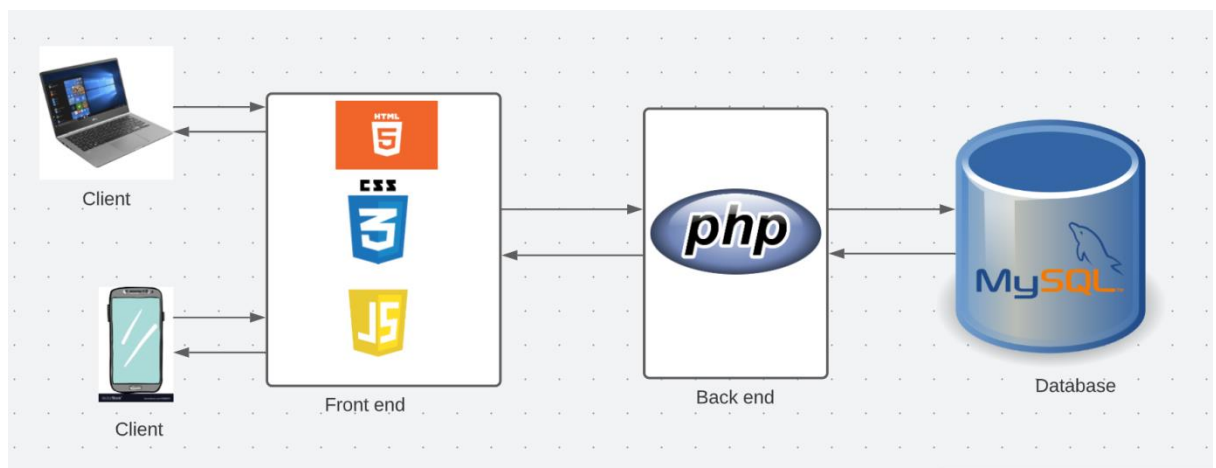 Client
Client
HTML
5
CSS
3
JS
Front end
php
Back end
MySQL
Database